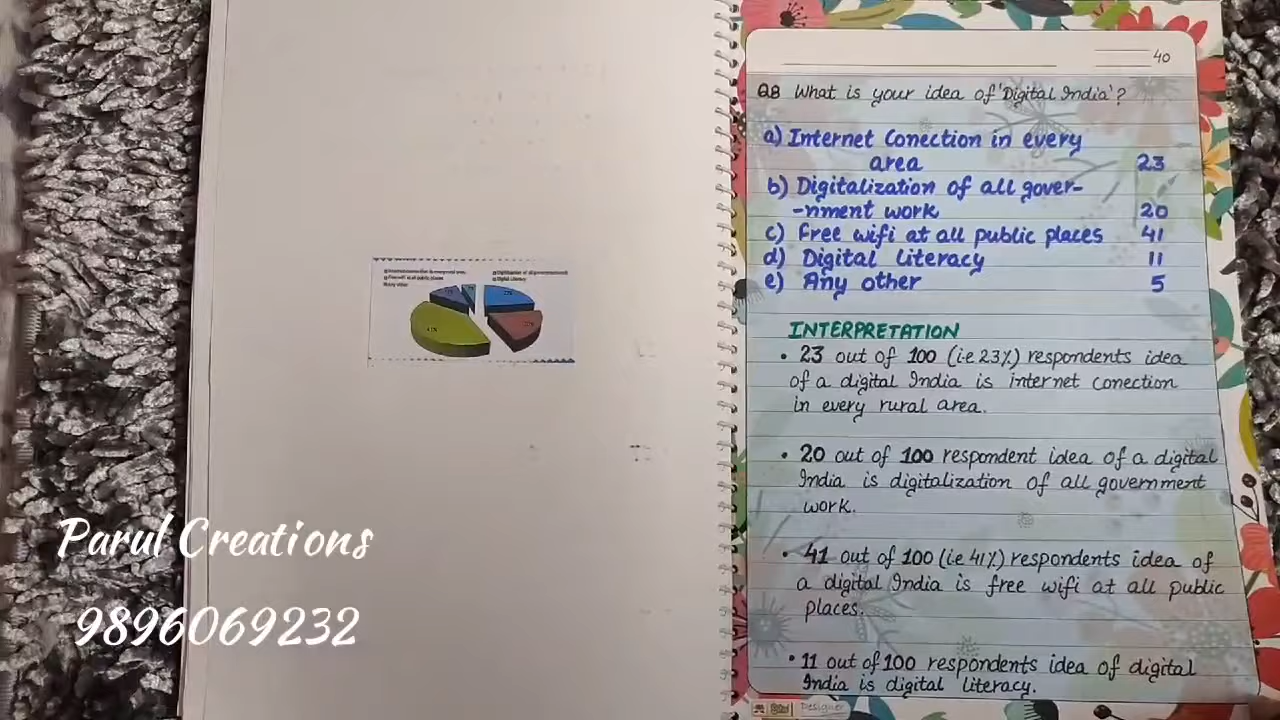 41%
40
Q8 What is your idea of 'Digital India'?
a) Internet Conection in every
area 23
b) Digitalization of all gover-
-nment work 20
c) Free wifi at all public places 41
d) Digital Literacy 11
e) Any other 5
INTERPRETATION
• 23 out of 100 (i.e 23%) respondents idea
of a digital India is internet conection
in every rural area.
• 20 out of 100 respondent idea of a digital
India is digitalization of all government
work.
• 41 out of 100 (i.e 41%) respondents idea of
a digital India is free wifi at all public
places.
• 11 out of 100 respondents idea of digital
India is digital literacy.
Designer
Parul Creations
9896069232